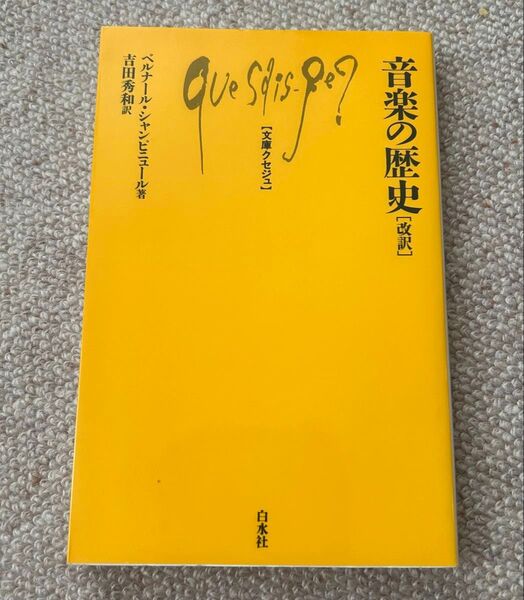 音楽の歴史[改訳]
Que sais-je?
[文庫クセジュ]
ベルナール・シャンピニュール著
吉田秀和訳
白水社